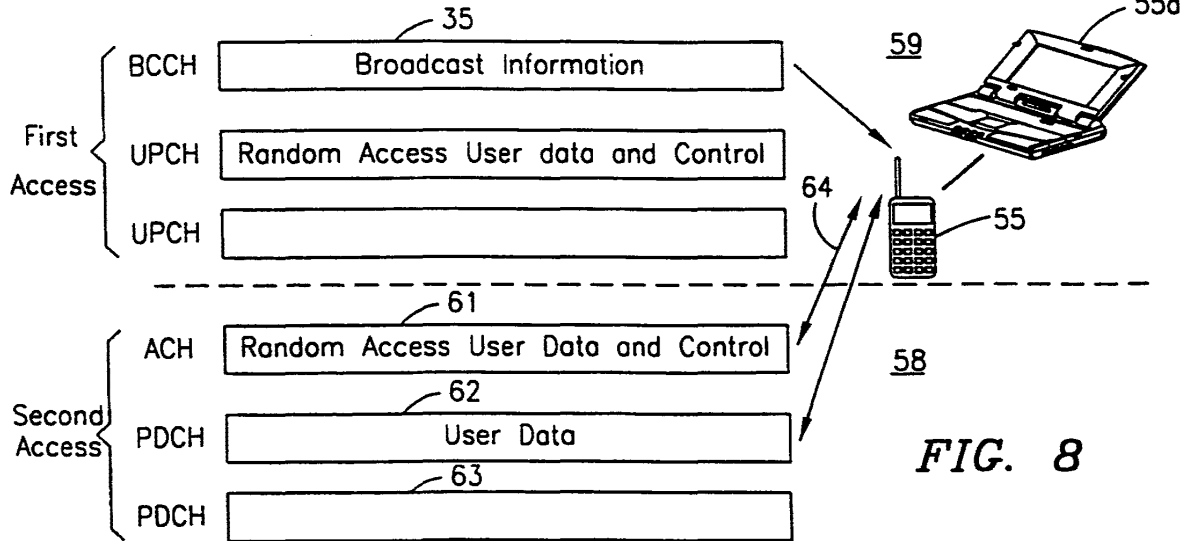 35
55a
59
BCCH Broadcast Information
First Access
UPCH Random Access User data and Control
64
UPCH
55
61
ACH Random Access User Data and Control
58
62
Second Access
PDCH User Data
FIG. 8
63
PDCH